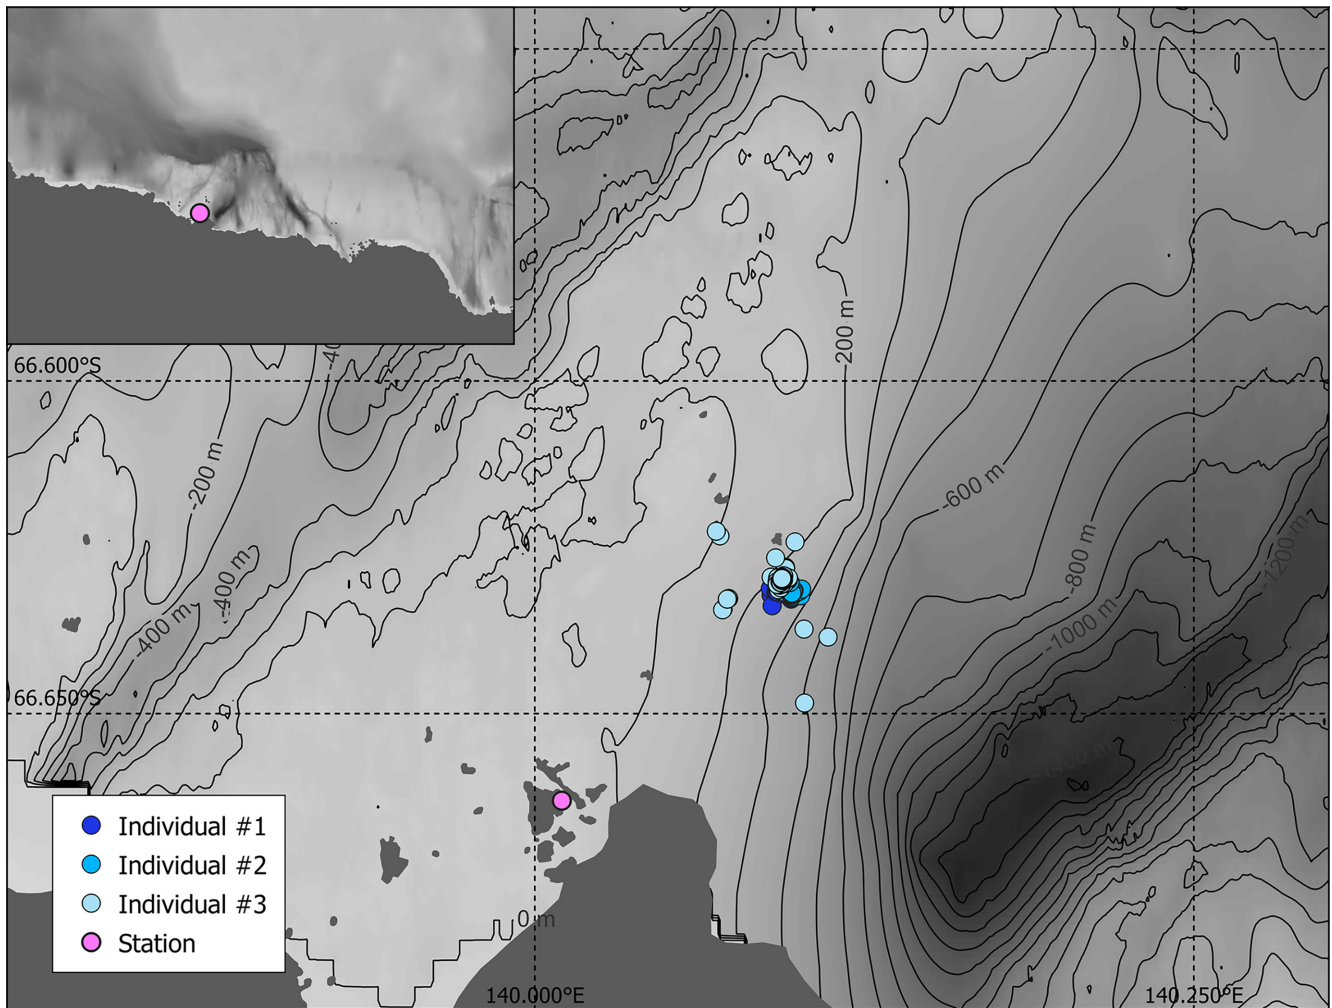 -40
66.600°S
200 m
-200 m
-600 m
-400 m
-800 m
-1200 m
-400 m
-1000 m
66.650°S
Individual #1
Individual #2
Individual #3
Station
0 m
140.000°E
140.250°E